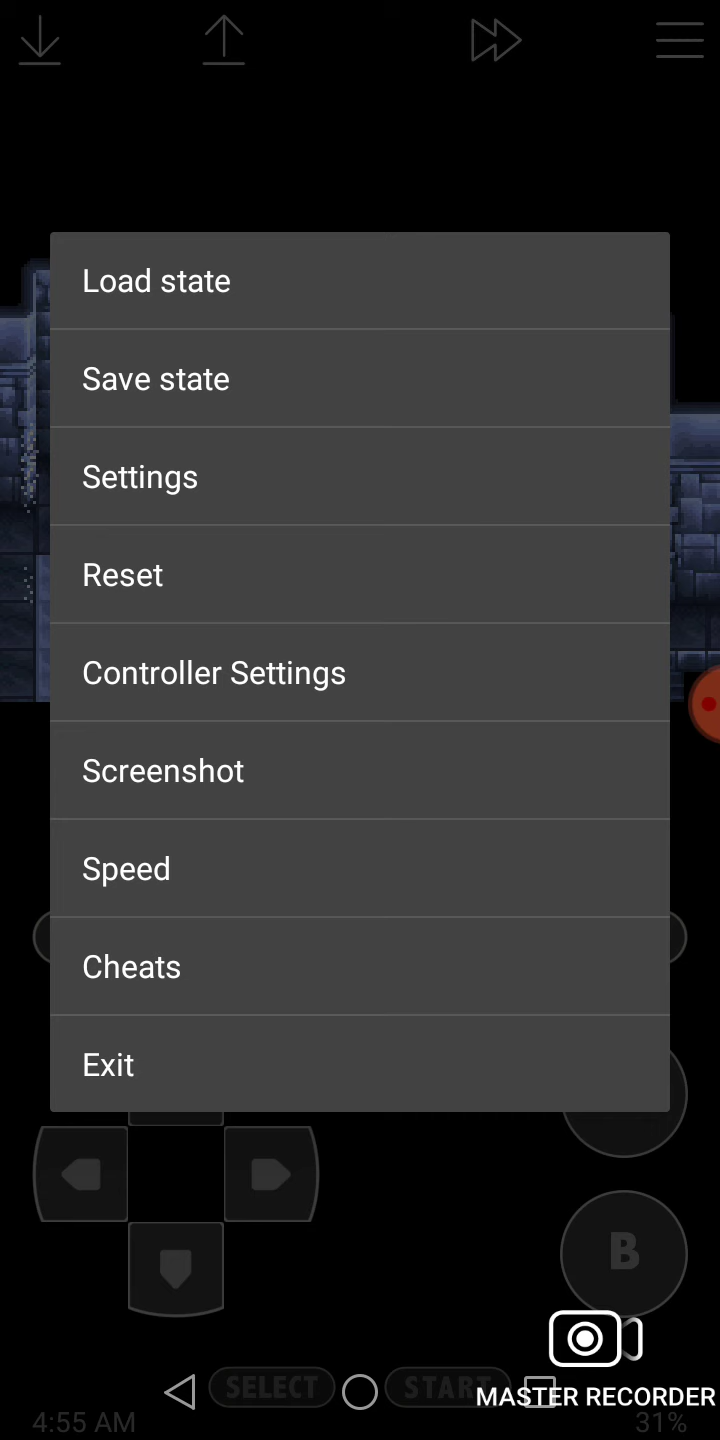 Load state
Save state
Settings
Reset
Controller Settings
Screenshot
Speed
Cheats
Exit
B
SELECT
START
MASTER RECORDER
4:55 AM
31%